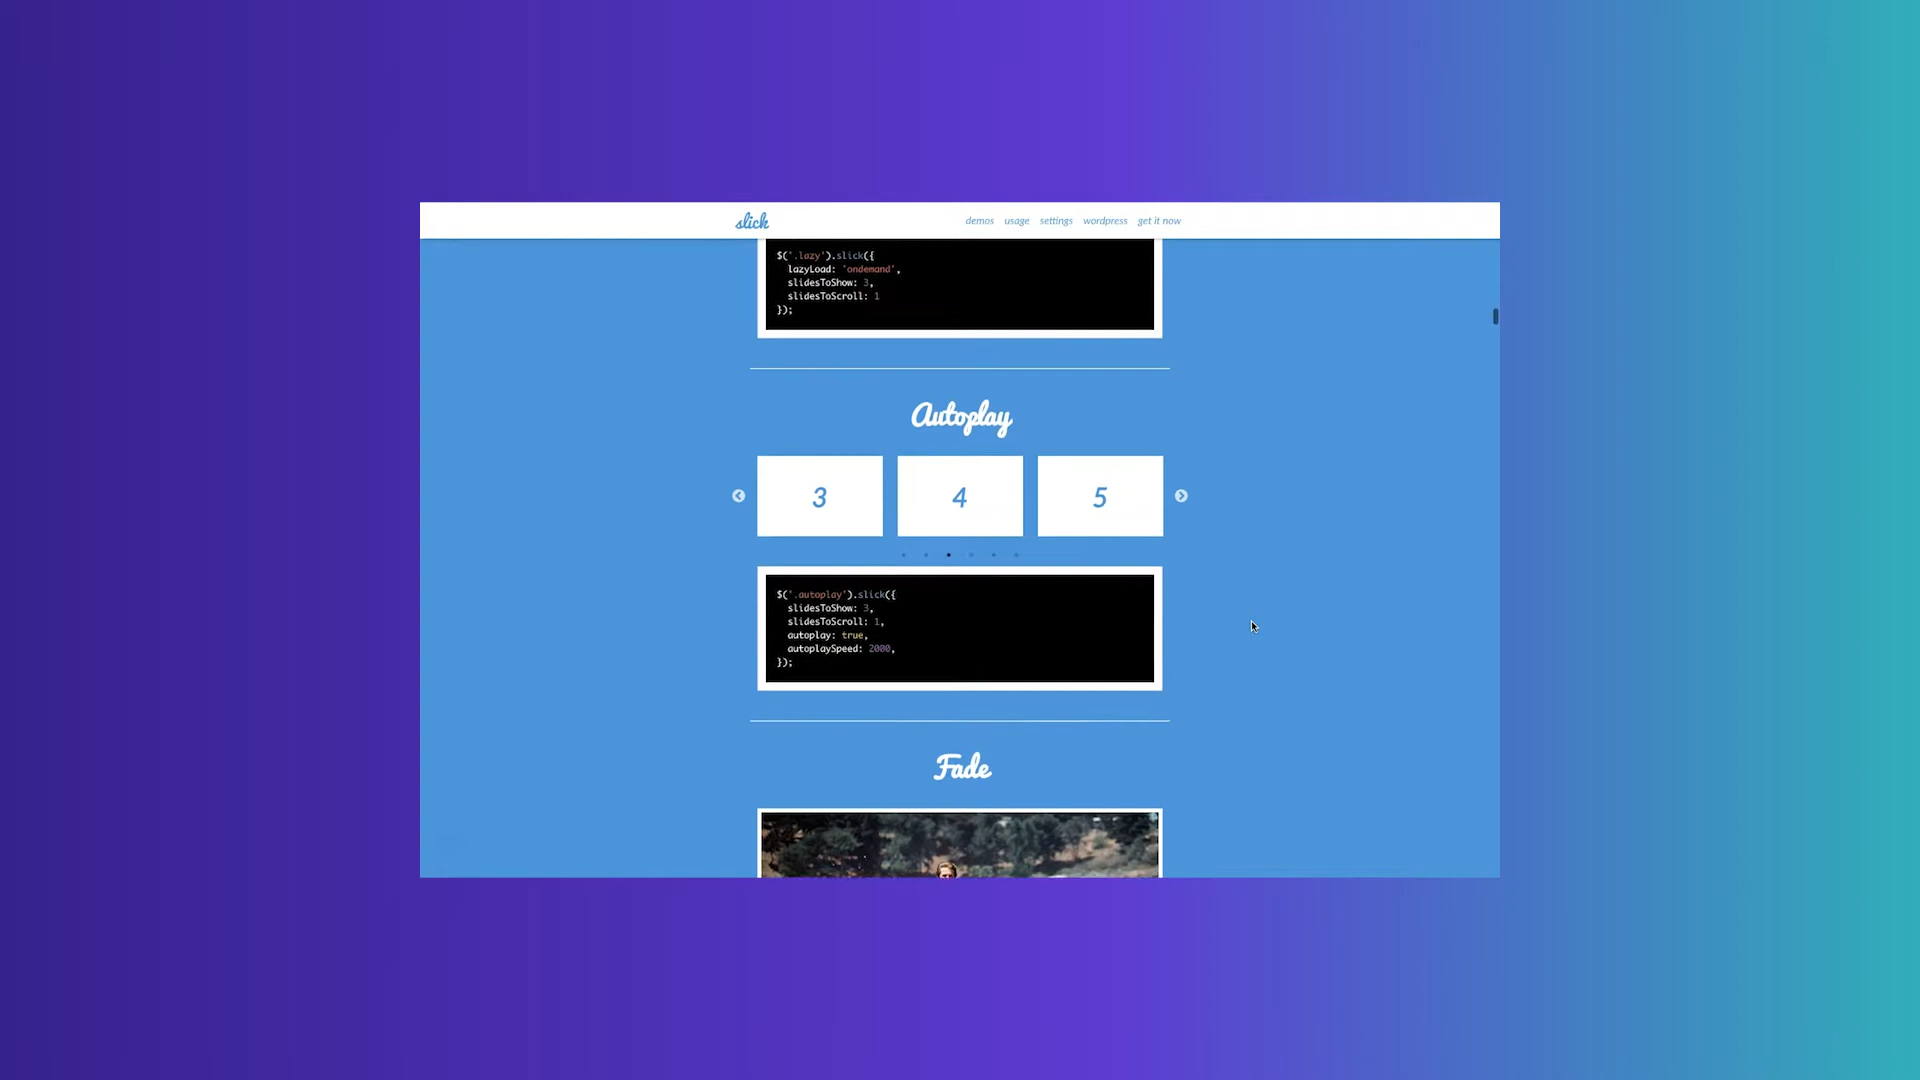 slick
demos usage settings wordpress get it now
$('.lazy').slick({
lazyLoad: 'ondemand',
slidesToShow: 3,
slidesToScroll: 1
});
Autoplay
3 4 5
$('.autoplay').slick({
slidesToShow: 3,
slidesToScroll: 1,
autoplay: true,
autoplaySpeed: 2000,
});
Fade